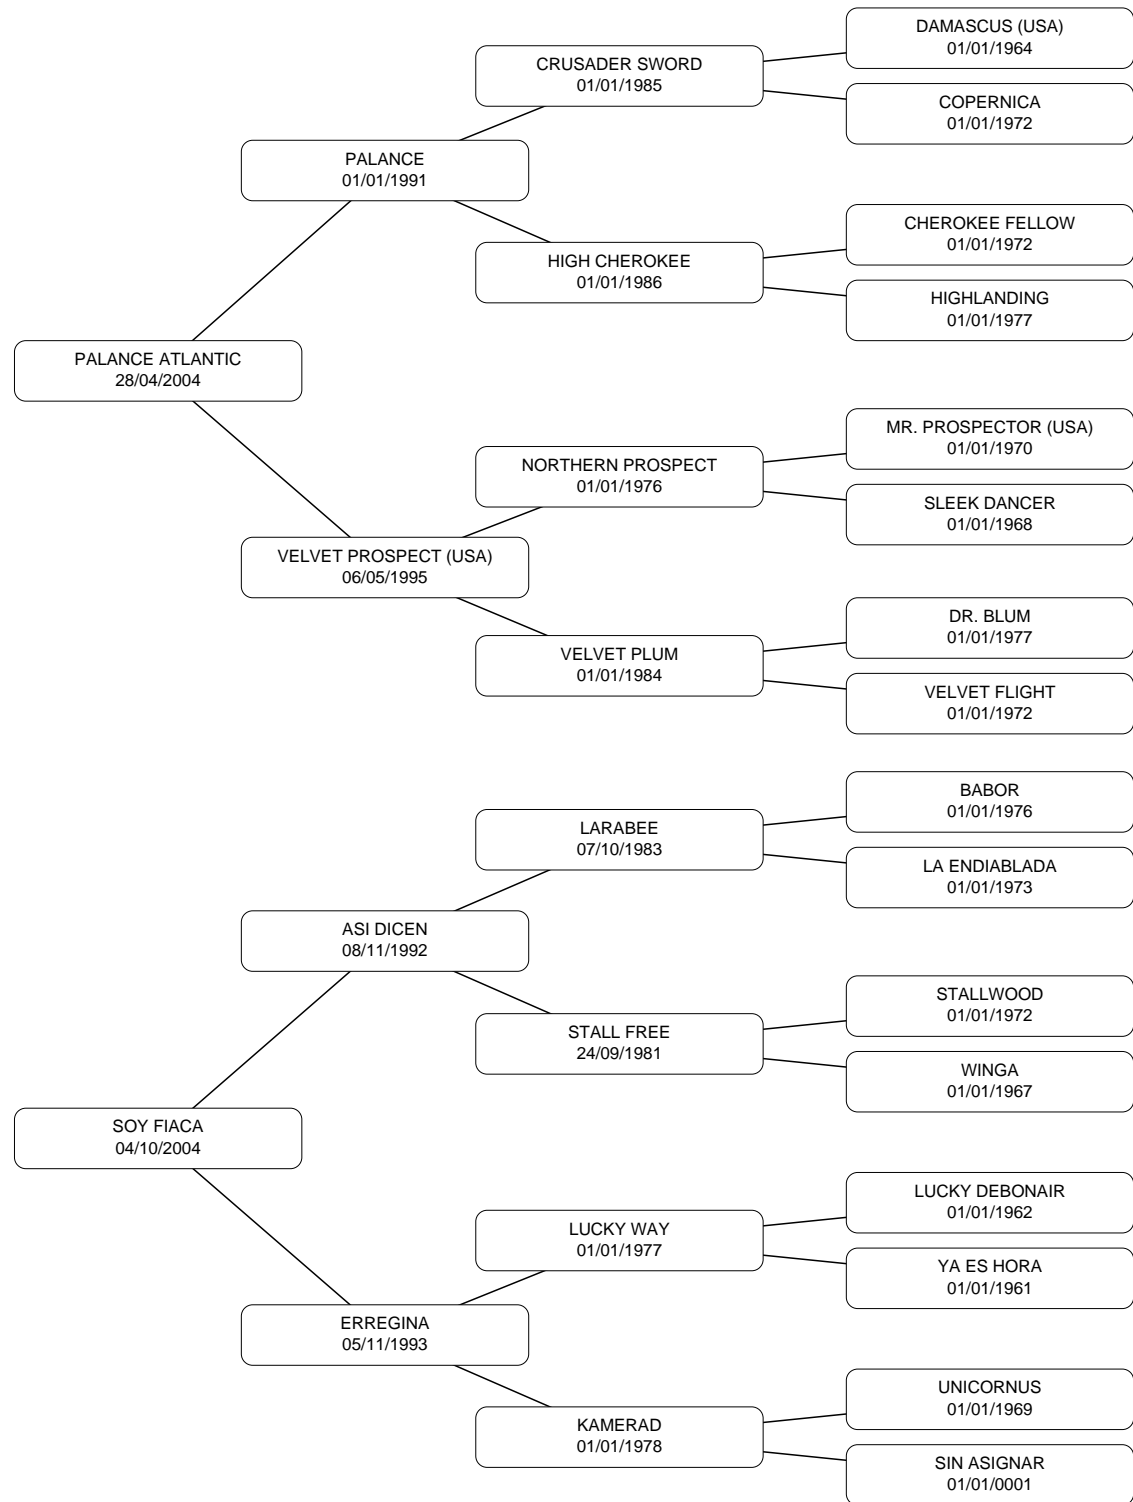 DAMASCUS (USA)
01/01/1964
CRUSADER SWORD
01/01/1985
COPERNICA
01/01/1972
PALANCE
01/01/1991
CHEROKEE FELLOW
01/01/1972
HIGH CHEROKEE
01/01/1986
HIGHLANDING
01/01/1977
PALANCE ATLANTIC
28/04/2004
MR. PROSPECTOR (USA)
01/01/1970
NORTHERN PROSPECT
01/01/1976
SLEEK DANCER
01/01/1968
VELVET PROSPECT (USA)
06/05/1995
DR. BLUM
01/01/1977
VELVET PLUM
01/01/1984
VELVET FLIGHT
01/01/1972
BABOR
01/01/1976
LARABEE
07/10/1983
LA ENDIABLADA
01/01/1973
ASI DICEN
08/11/1992
STALLWOOD
01/01/1972
STALL FREE
24/09/1981
WINGA
01/01/1967
SOY FIACA
04/10/2004
LUCKY DEBONAIR
01/01/1962
LUCKY WAY
01/01/1977
YA ES HORA
01/01/1961
ERREGINA
05/11/1993
UNICORNUS
01/01/1969
KAMERAD
01/01/1978
SIN ASIGNAR
01/01/0001